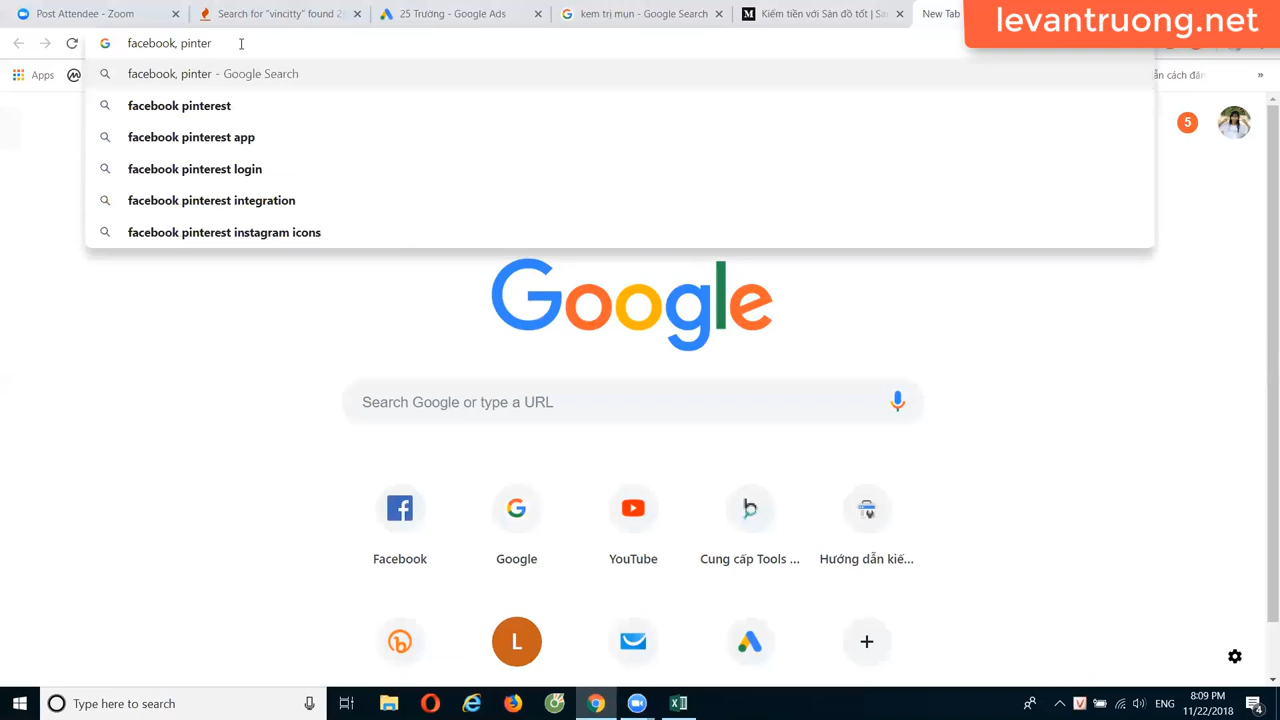 Post Attendee - Zoom
Search for "vincitty" found 2
25 Trường - Google Ads
kem trị mụn - Google Search
Kiếm tiền với Sàn đồ tốt | Sa
New Tab
levantruong.net
facebook, pinter
Apps
ẫn cách đăn
»
facebook, pinter - Google Search
facebook pinterest
facebook pinterest app
facebook pinterest login
facebook pinterest integration
facebook pinterest instagram icons
5
Google
Search Google or type a URL
Facebook
Google
YouTube
Cung cấp Tools ...
Hướng dẫn kiế...
L
Type here to search
ENG
8:09 PM
11/22/2018
4